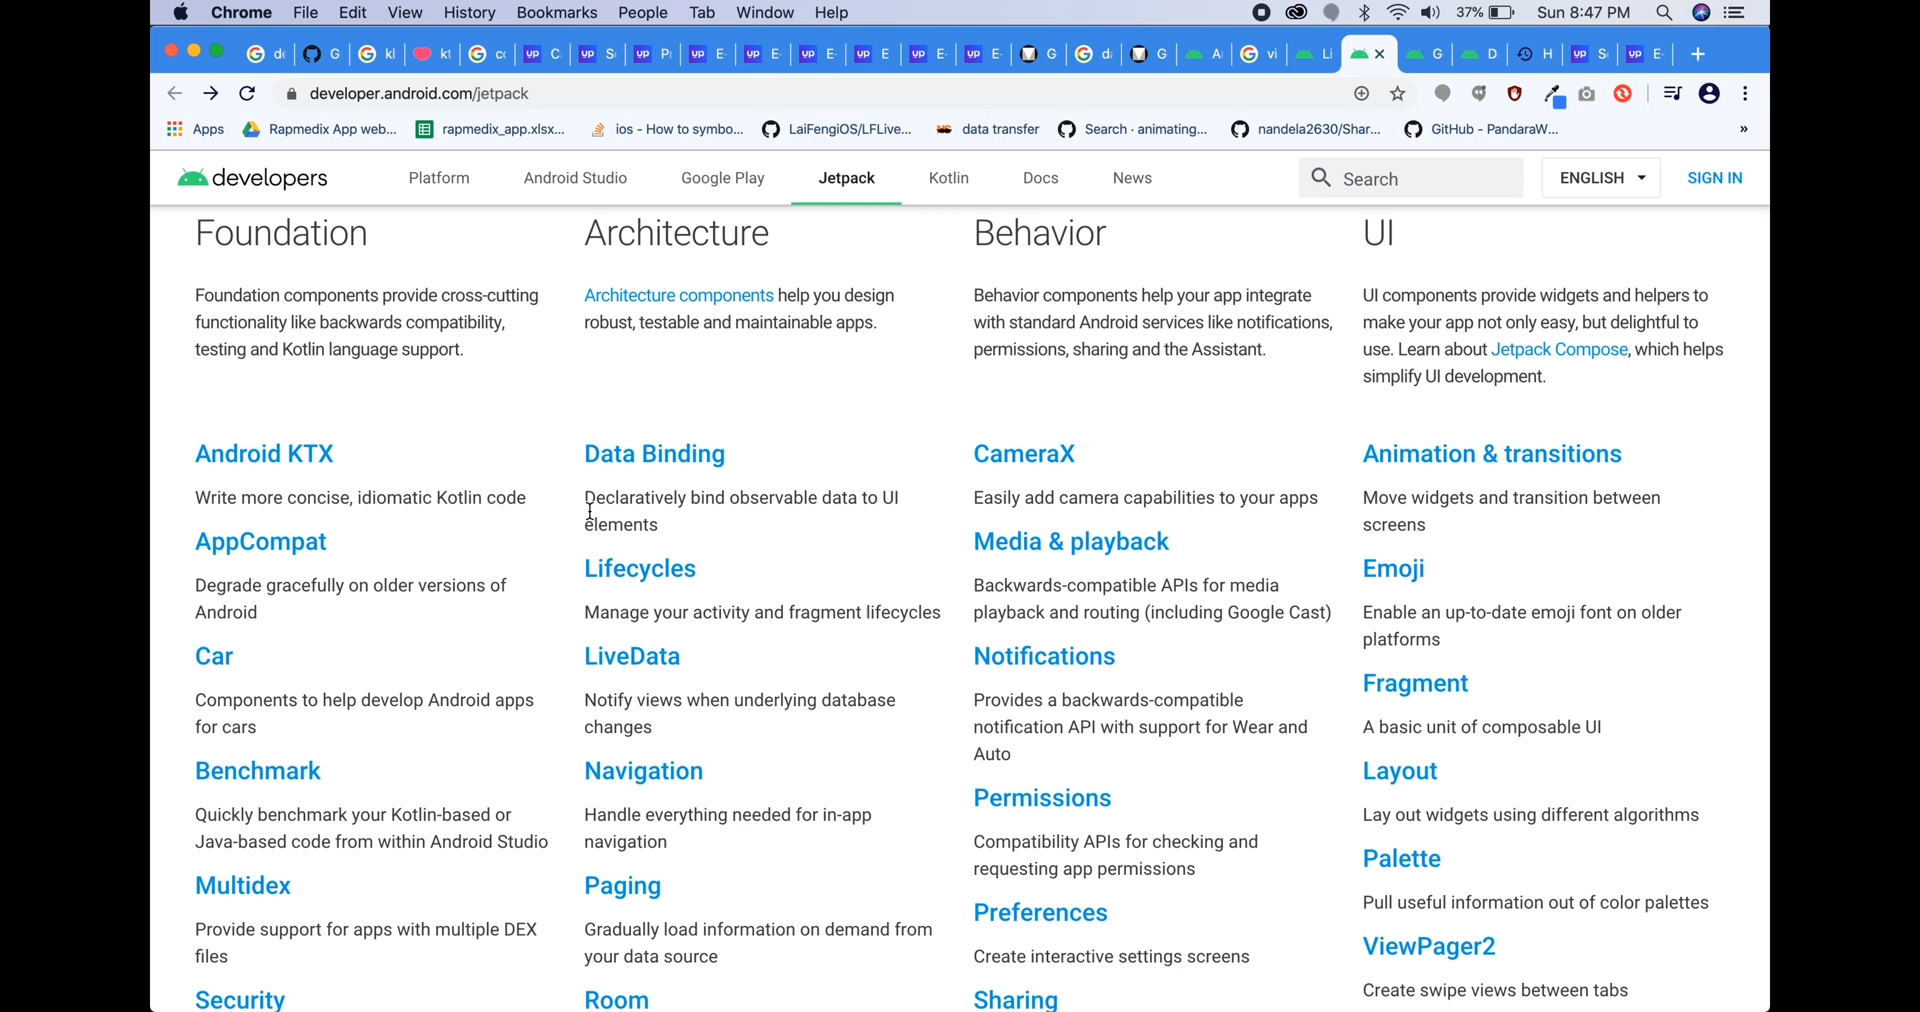 Chrome File Edit View History Bookmarks People Tab Window Help 37% Sun 8:47 PM
de G kl kt co C. S P E E E E E E G da G A vi Li G D H S E
developer.android.com/jetpack
Apps Rapmedix App web... rapmedix_app.xlsx... ios - How to symbo... LaiFengiOS/LFLive... data transfer Search · animating... nandela2630/Shar... GitHub - PandaraW... »
developers Platform Android Studio Google Play Jetpack Kotlin Docs News Search ENGLISH SIGN IN
Foundation
Foundation components provide cross-cutting
functionality like backwards compatibility,
testing and Kotlin language support.
Android KTX
Write more concise, idiomatic Kotlin code
AppCompat
Degrade gracefully on older versions of
Android
Car
Components to help develop Android apps
for cars
Benchmark
Quickly benchmark your Kotlin-based or
Java-based code from within Android Studio
Multidex
Provide support for apps with multiple DEX
files
Security
Architecture
Architecture components help you design
robust, testable and maintainable apps.
Data Binding
Declaratively bind observable data to UI
elements
Lifecycles
Manage your activity and fragment lifecycles
LiveData
Notify views when underlying database
changes
Navigation
Handle everything needed for in-app
navigation
Paging
Gradually load information on demand from
your data source
Room
Behavior
Behavior components help your app integrate
with standard Android services like notifications,
permissions, sharing and the Assistant.
CameraX
Easily add camera capabilities to your apps
Media & playback
Backwards-compatible APIs for media
playback and routing (including Google Cast)
Notifications
Provides a backwards-compatible
notification API with support for Wear and
Auto
Permissions
Compatibility APIs for checking and
requesting app permissions
Preferences
Create interactive settings screens
Sharing
UI
UI components provide widgets and helpers to
make your app not only easy, but delightful to
use. Learn about Jetpack Compose, which helps
simplify UI development.
Animation & transitions
Move widgets and transition between
screens
Emoji
Enable an up-to-date emoji font on older
platforms
Fragment
A basic unit of composable UI
Layout
Lay out widgets using different algorithms
Palette
Pull useful information out of color palettes
ViewPager2
Create swipe views between tabs